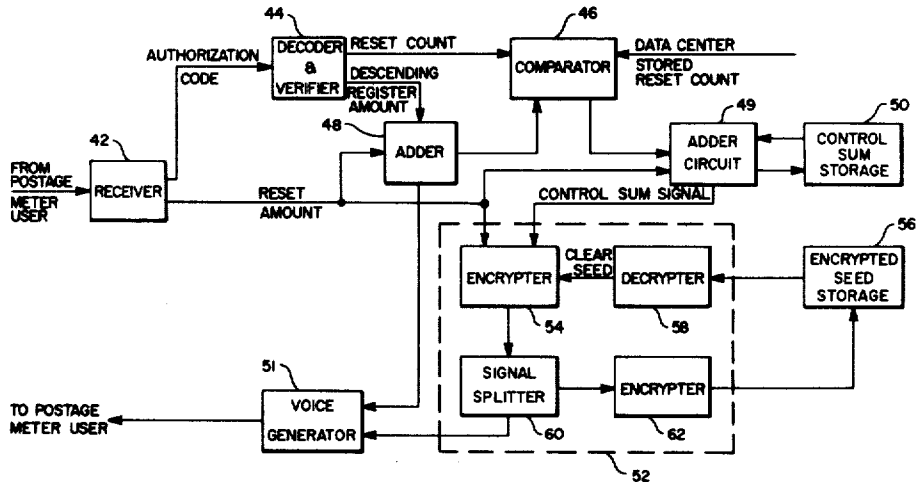 44
DECODER
&
VERIFIER
RESET COUNT
46
COMPARATOR
DATA CENTER
STORED
RESET COUNT
AUTHORIZATION
CODE
DESCENDING
REGISTER
AMOUNT
48
ADDER
49
ADDER
CIRCUIT
50
CONTROL
SUM
STORAGE
42
FROM
POSTAGE
METER
USER
RECEIVER
RESET
AMOUNT
CONTROL SUM SIGNAL
56
ENCRYPTED
SEED
STORAGE
ENCRYPTER
54
CLEAR
SEED
DECRYPTER
58
51
VOICE
GENERATOR
TO POSTAGE
METER USER
SIGNAL
SPLITTER
60
ENCRYPTER
62
52